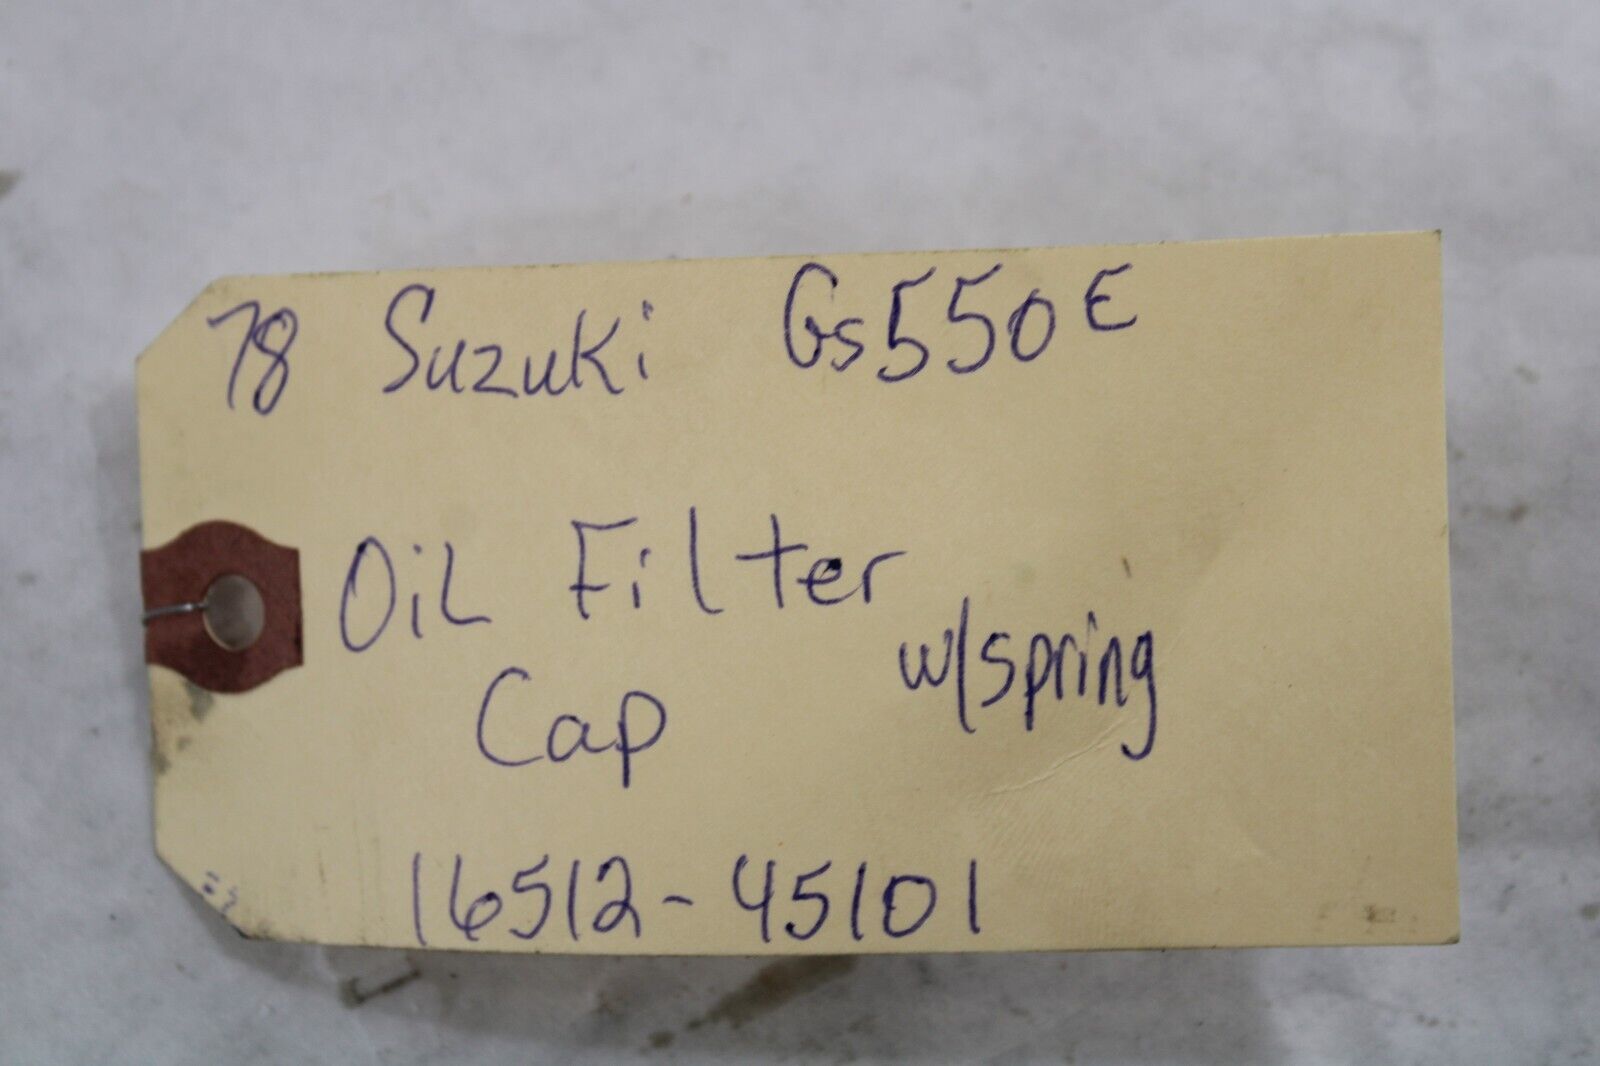 78 Suzuki Gs550E
Oil Filter
Cap w/spring
16512-45101